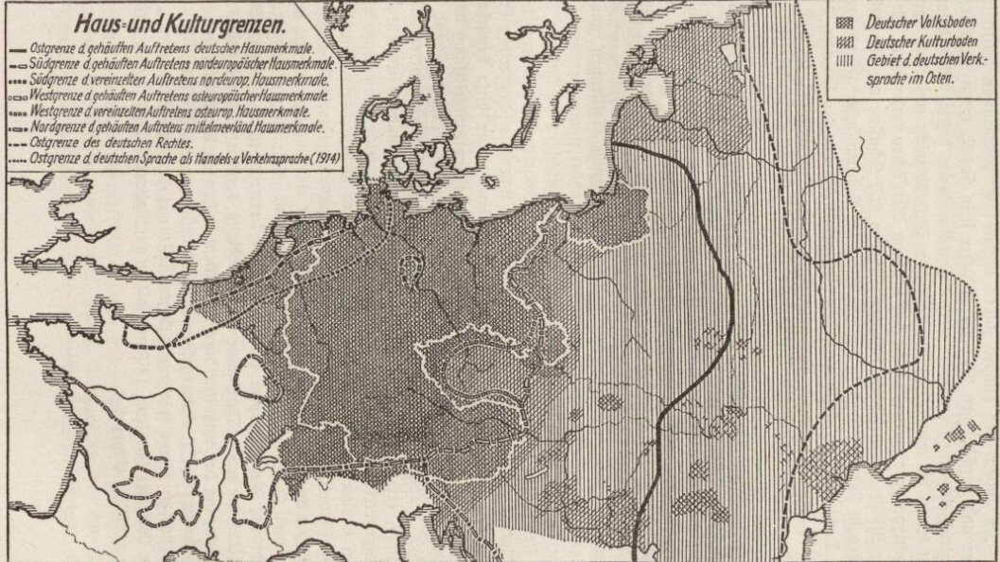 Haus- und Kulturgrenzen.
Ostgrenze d. gehäuften Auftretens deutscher Hausmerkmale.
Südgrenze d. gehäuften Auftretens nordeuropäischer Hausmerkmale.
Südgrenze d. vereinzelten Auftretens nordeurop. Hausmerkmale.
Westgrenze d. gehäuften Auftretens osteuropäischer Hausmerkmale.
Westgrenze d. vereinzelten Auftretens osteurop. Hausmerkmale.
Nordgrenze d. gehäuften Auftretens mittelmeerländ. Hausmerkmale.
Ostgrenze des deutschen Rechtes.
Ostgrenze d. deutschen Sprache als Handels- u Verkehrssprache (1914)
Deutscher Volksboden
Deutscher Kulturboden
Gebiet d. deutschen Verk-
sprache im Osten.